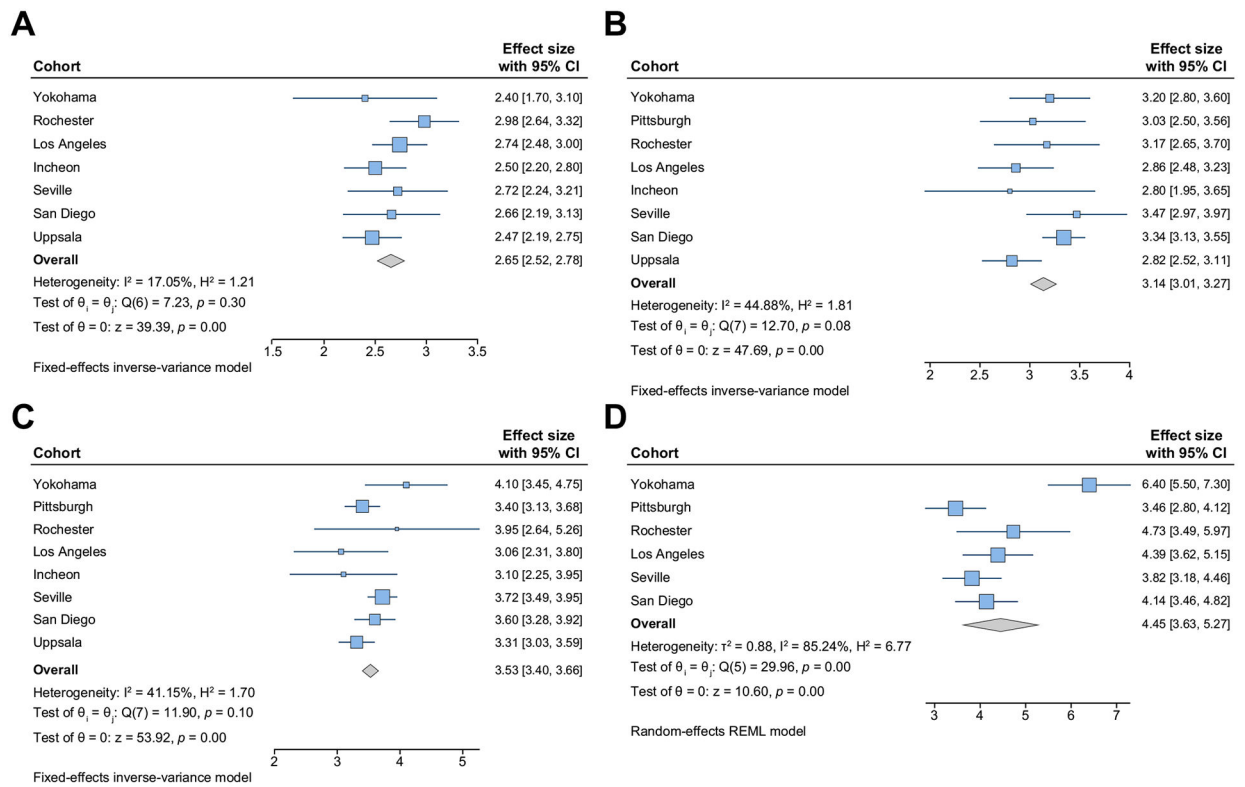 A
Effect size
Cohort with 95% CI
Yokohama 2.40 [1.70, 3.10]
Rochester 2.98 [2.64, 3.32]
Los Angeles 2.74 [2.48, 3.00]
Incheon 2.50 [2.20, 2.80]
Seville 2.72 [2.24, 3.21]
San Diego 2.66 [2.19, 3.13]
Uppsala 2.47 [2.19, 2.75]
Overall 2.65 [2.52, 2.78]
Heterogeneity: I² = 17.05%, H² = 1.21
Test of θi = θj: Q(6) = 7.23, p = 0.30
Test of θ = 0: z = 39.39, p = 0.00
1.5 2 2.5 3 3.5
Fixed-effects inverse-variance model
B
Effect size
Cohort with 95% CI
Yokohama 3.20 [2.80, 3.60]
Pittsburgh 3.03 [2.50, 3.56]
Rochester 3.17 [2.65, 3.70]
Los Angeles 2.86 [2.48, 3.23]
Incheon 2.80 [1.95, 3.65]
Seville 3.47 [2.97, 3.97]
San Diego 3.34 [3.13, 3.55]
Uppsala 2.82 [2.52, 3.11]
Overall 3.14 [3.01, 3.27]
Heterogeneity: I² = 44.88%, H² = 1.81
Test of θi = θj: Q(7) = 12.70, p = 0.08
Test of θ = 0: z = 47.69, p = 0.00
2 2.5 3 3.5 4
Fixed-effects inverse-variance model
C
Effect size
Cohort with 95% CI
Yokohama 4.10 [3.45, 4.75]
Pittsburgh 3.40 [3.13, 3.68]
Rochester 3.95 [2.64, 5.26]
Los Angeles 3.06 [2.31, 3.80]
Incheon 3.10 [2.25, 3.95]
Seville 3.72 [3.49, 3.95]
San Diego 3.60 [3.28, 3.92]
Uppsala 3.31 [3.03, 3.59]
Overall 3.53 [3.40, 3.66]
Heterogeneity: I² = 41.15%, H² = 1.70
Test of θi = θj: Q(7) = 11.90, p = 0.10
Test of θ = 0: z = 53.92, p = 0.00
2 3 4 5
Fixed-effects inverse-variance model
D
Effect size
Cohort with 95% CI
Yokohama 6.40 [5.50, 7.30]
Pittsburgh 3.46 [2.80, 4.12]
Rochester 4.73 [3.49, 5.97]
Los Angeles 4.39 [3.62, 5.15]
Seville 3.82 [3.18, 4.46]
San Diego 4.14 [3.46, 4.82]
Overall 4.45 [3.63, 5.27]
Heterogeneity: τ² = 0.88, I² = 85.24%, H² = 6.77
Test of θi = θj: Q(5) = 29.96, p = 0.00
Test of θ = 0: z = 10.60, p = 0.00
3 4 5 6 7
Random-effects REML model